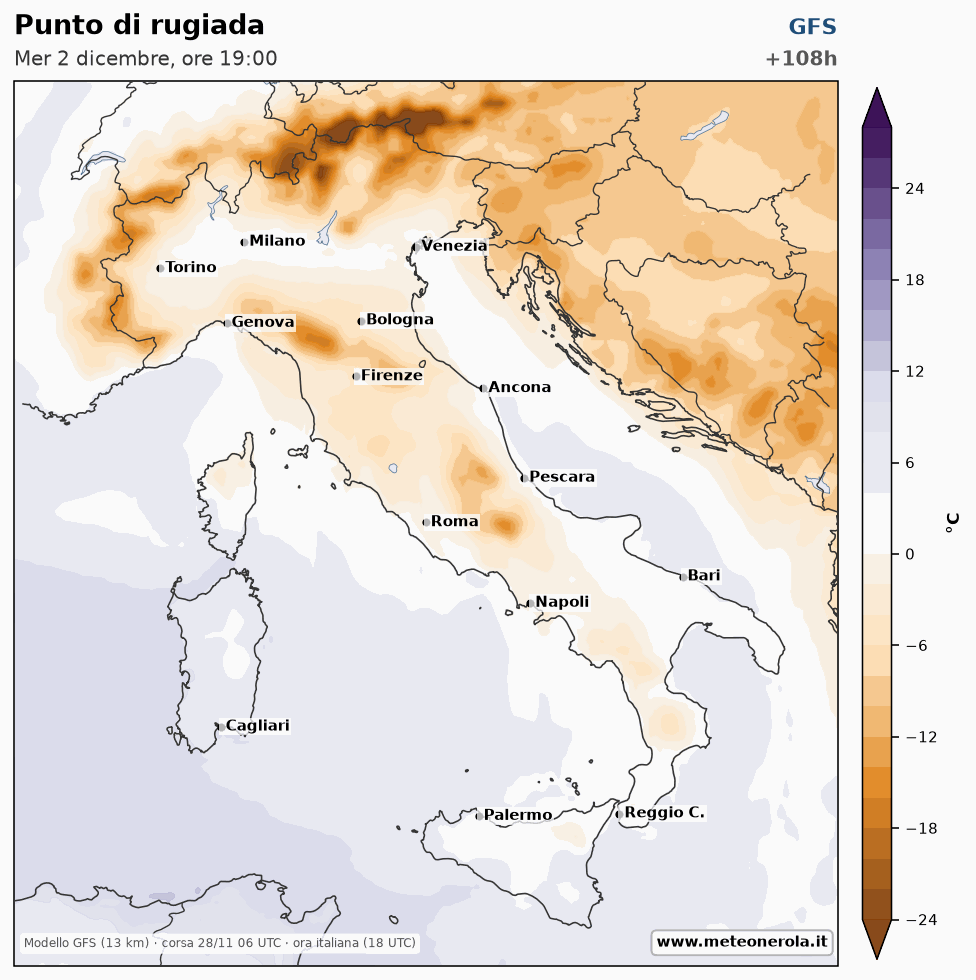 Punto di rugiada
GFS
Mer 2 dicembre, ore 19:00
+108h
Milano
Venezia
Torino
Genova
Bologna
Firenze
Ancona
Pescara
Roma
Bari
Napoli
Cagliari
Palermo
Reggio C.
24
18
12
6
0
−6
−12
−18
−24
°C
Modello GFS (13 km) · corsa 28/11 06 UTC · ora italiana (18 UTC)
www.meteonerola.it